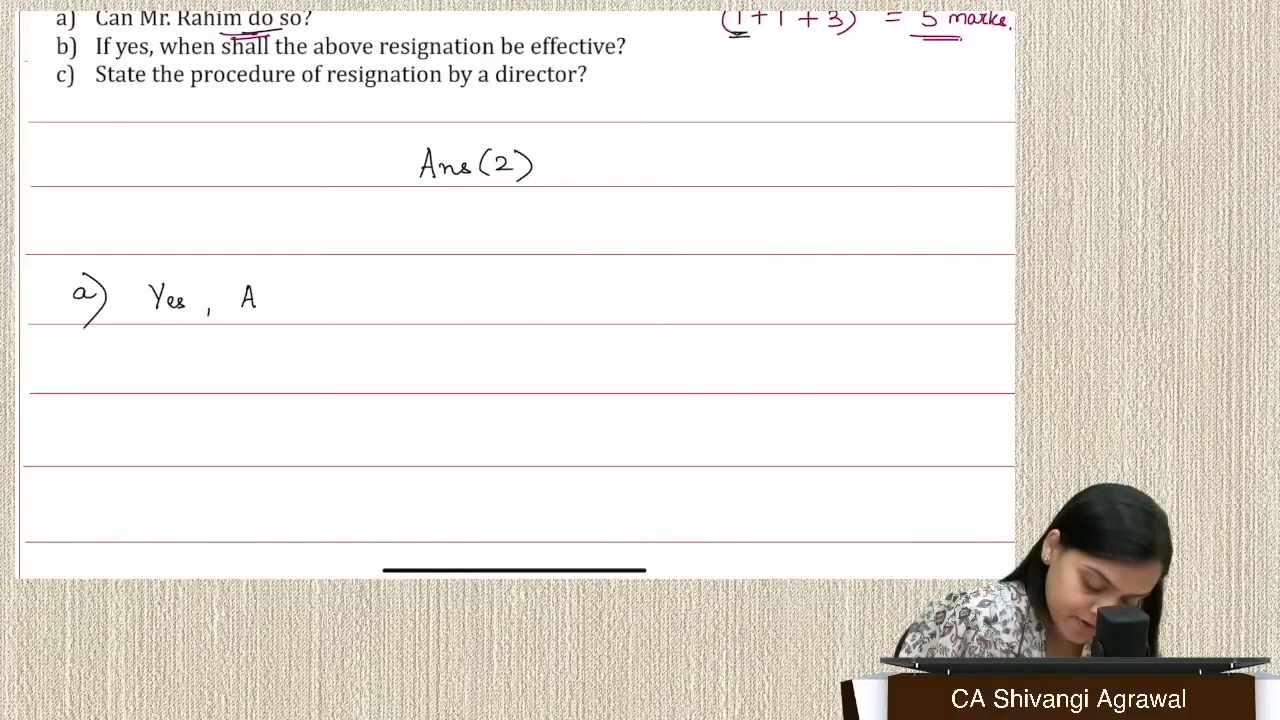 a) Can Mr. Rahim do so? (1+1+3) = 5 marks.
b) If yes, when shall the above resignation be effective?
c) State the procedure of resignation by a director?
Ans (2)
a) Yes, A
CA Shivangi Agrawal